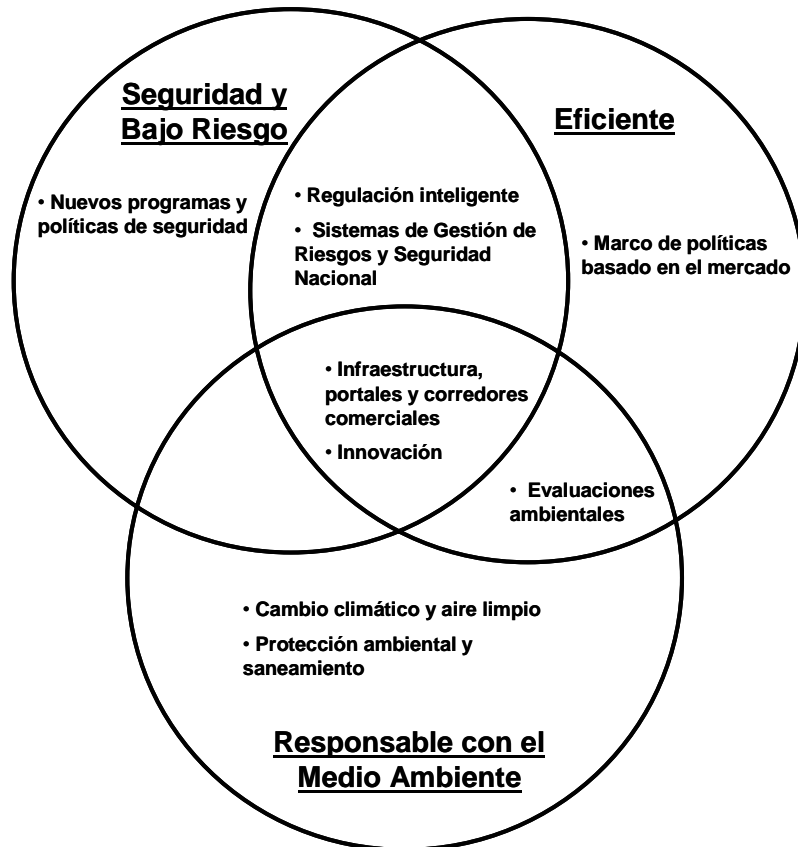 Seguridad y
Bajo Riesgo
• Nuevos programas y
políticas de seguridad
Eficiente
• Regulación inteligente
• Sistemas de Gestión de
Riesgos y Seguridad
Nacional
• Marco de políticas
basado en el mercado
• Infraestructura,
portales y corredores
comerciales
• Innovación
• Evaluaciones
ambientales
• Cambio climático y aire limpio
• Protección ambiental y
saneamiento
Responsable con el
Medio Ambiente